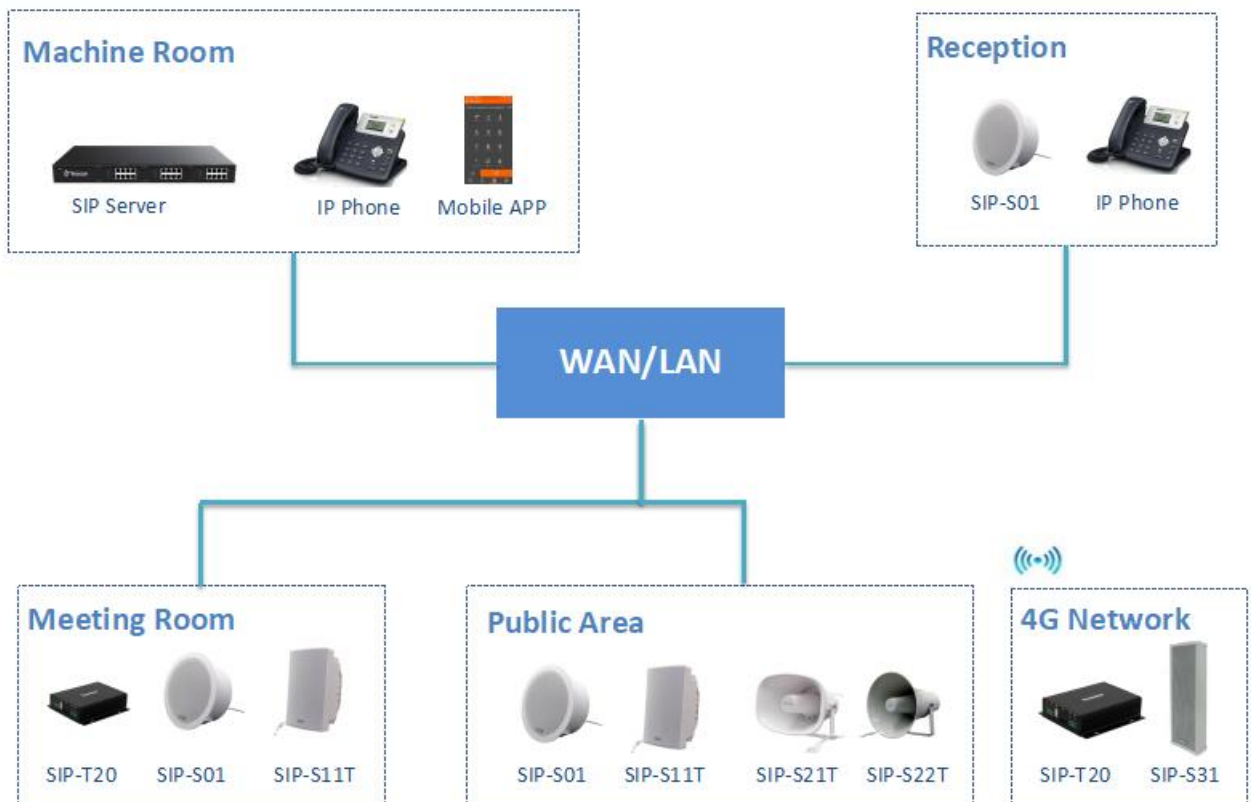 Machine Room
Reception
SIP Server
IP Phone
Mobile APP
SIP-S01
IP Phone
WAN/LAN
Meeting Room
Public Area
4G Network
SIP-T20
SIP-S01
SIP-S11T
SIP-S01
SIP-S11T
SIP-S21T
SIP-S22T
SIP-T20
SIP-S31